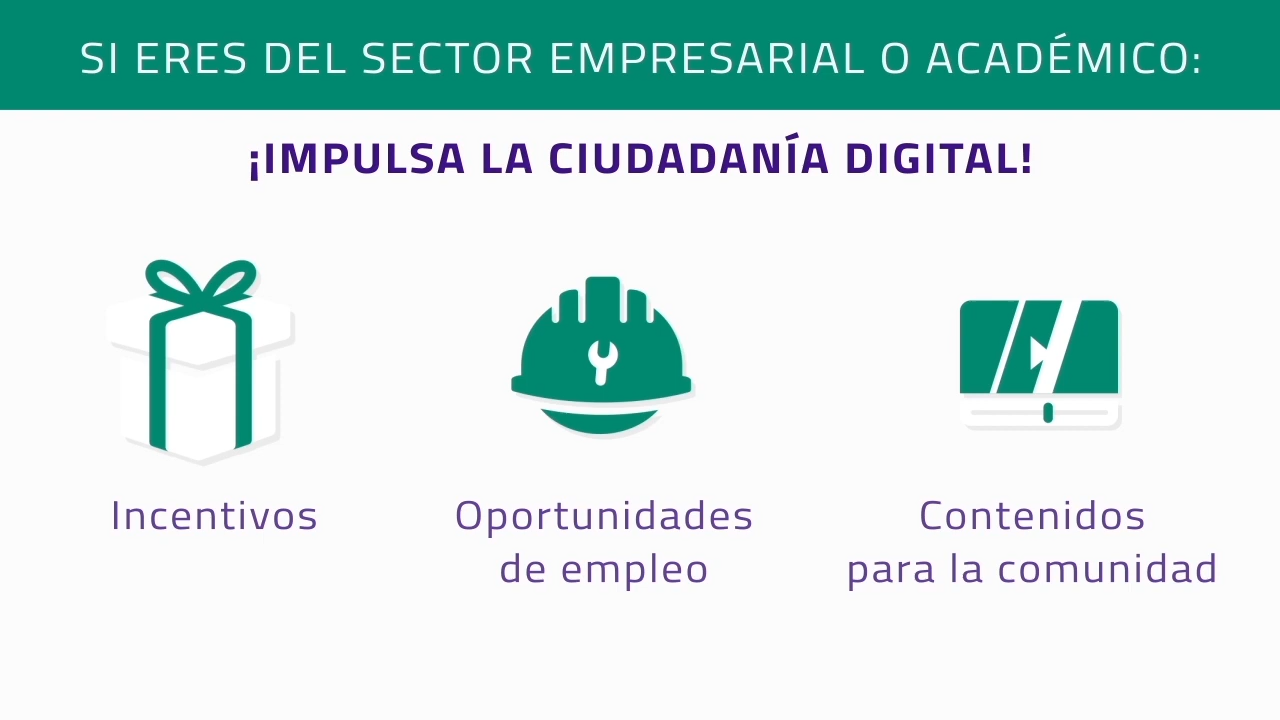 SI ERES DEL SECTOR EMPRESARIAL O ACADÉMICO:
¡IMPULSA LA CIUDADANÍA DIGITAL!
Incentivos
Oportunidades
de empleo
Contenidos
para la comunidad